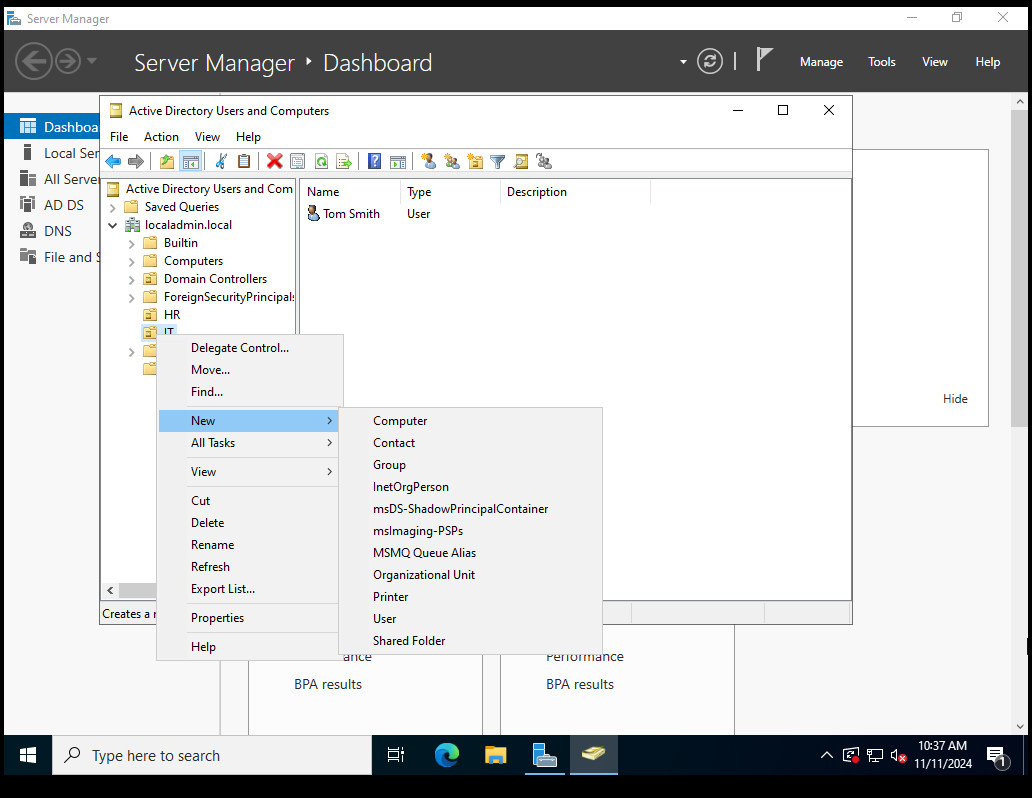 Server Manager
Server Manager Dashboard
Manage Tools View Help
Dashboa
Local Ser
All Server
AD DS
DNS
File and S
Active Directory Users and Computers
File Action View Help
Active Directory Users and Com
Saved Queries
localadmin.local
Builtin
Computers
Domain Controllers
ForeignSecurityPrincipals
HR
IT
Name Type Description
Tom Smith User
Creates a n
Delegate Control...
Move...
Find...
New
All Tasks
View
Cut
Delete
Rename
Refresh
Export List...
Properties
Help
Computer
Contact
Group
InetOrgPerson
msDS-ShadowPrincipalContainer
msImaging-PSPs
MSMQ Queue Alias
Organizational Unit
Printer
User
Shared Folder
Hide
ance
BPA results
Performance
BPA results
Type here to search
10:37 AM
11/11/2024
1